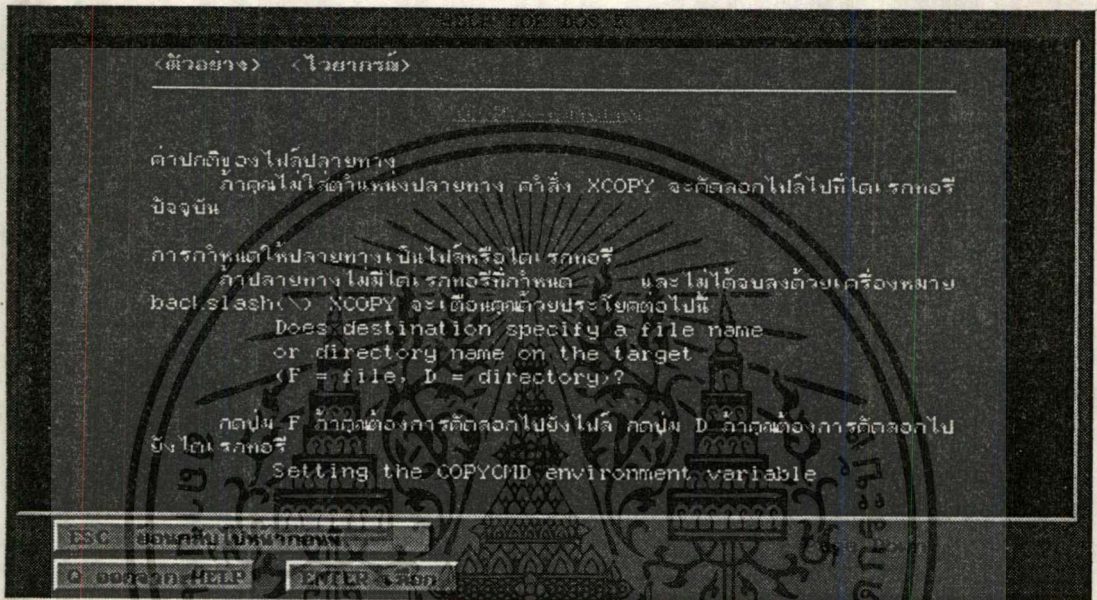 HELP FOR DOS 6
<ตัวอย่าง> <ไวยากรณ์>
ค่าปกติของไฟล์ปลายทาง
ถ้าคุณไม่ใส่ตำแหน่งปลายทาง คำสั่ง XCOPY จะคัดลอกไฟล์ไปที่ไดเรกทอรี
ปัจจุบัน
การกำหนดให้ปลายทางเป็นไฟล์หรือไดเรกทอรี
ถ้าปลายทางไม่มีไดเรกทอรีที่กำหนด และไม่ได้จบลงด้วยเครื่องหมาย
backslash(\) XCOPY จะเตือนคุณด้วยประโยคต่อไปนี้
Does destination specify a file name
or directory name on the target
(F = file, D = directory)?
กดปุ่ม F ถ้าคุณต้องการคัดลอกไปยังไฟล์ กดปุ่ม D ถ้าคุณต้องการคัดลอกไป
ยังไดเรกทอรี
Setting the COPYCMD environment variable
ESC ย้อนกลับไปหน้าก่อนนี้
Q ออกจาก HELP ENTER เลือก